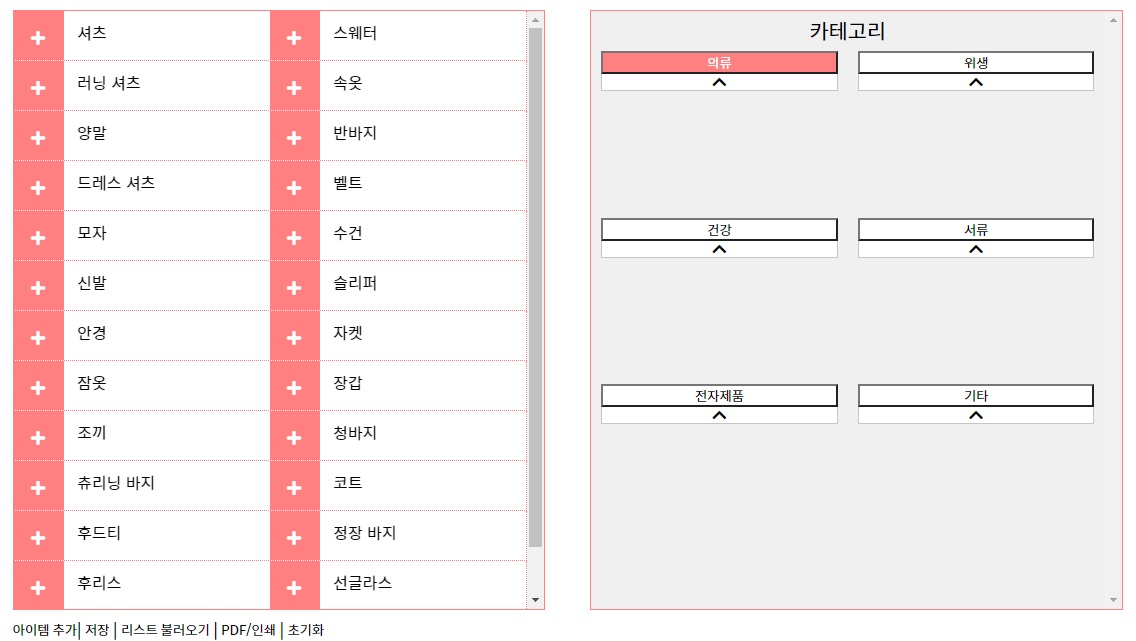 셔츠 스웨터
러닝 셔츠 속옷
양말 반바지
드레스 셔츠 벨트
모자 수건
신발 슬리퍼
안경 자켓
잠옷 장갑
조끼 청바지
츄리닝 바지 코트
후드티 정장 바지
후리스 선글라스
아이템 추가| 저장 | 리스트 불러오기 | PDF/인쇄 | 초기화
카테고리
의류 위생
건강 서류
전자제품 기타